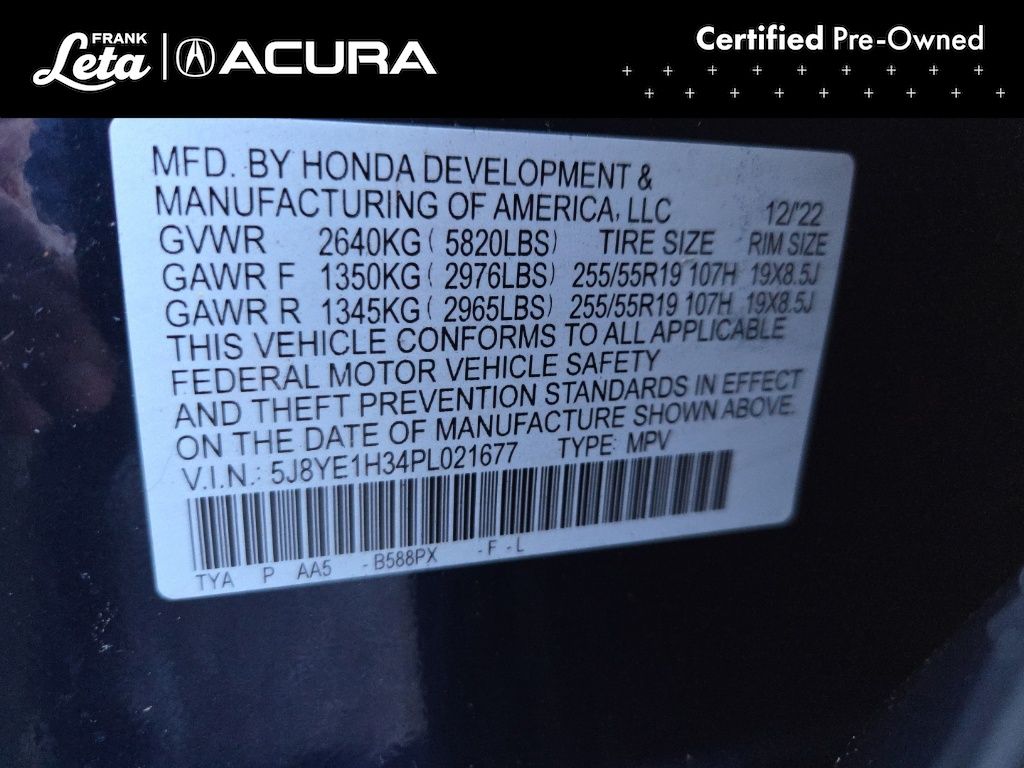 FRANK
Leta
ACURA
Certified Pre-Owned
MFD. BY HONDA DEVELOPMENT &
MANUFACTURING OF AMERICA, LLC 12/'22
GVWR 2640KG ( 5820LBS) TIRE SIZE RIM SIZE
GAWR F 1350KG ( 2976LBS) 255/55R19 107H 19X8.5J
GAWR R 1345KG ( 2965LBS) 255/55R19 107H 19X8.5J
THIS VEHICLE CONFORMS TO ALL APPLICABLE
FEDERAL MOTOR VEHICLE SAFETY
AND THEFT PREVENTION STANDARDS IN EFFECT
ON THE DATE OF MANUFACTURE SHOWN ABOVE.
V.I.N.: 5J8YE1H34PL021677 TYPE: MPV
TYA P AA5 -B588PX -F -L